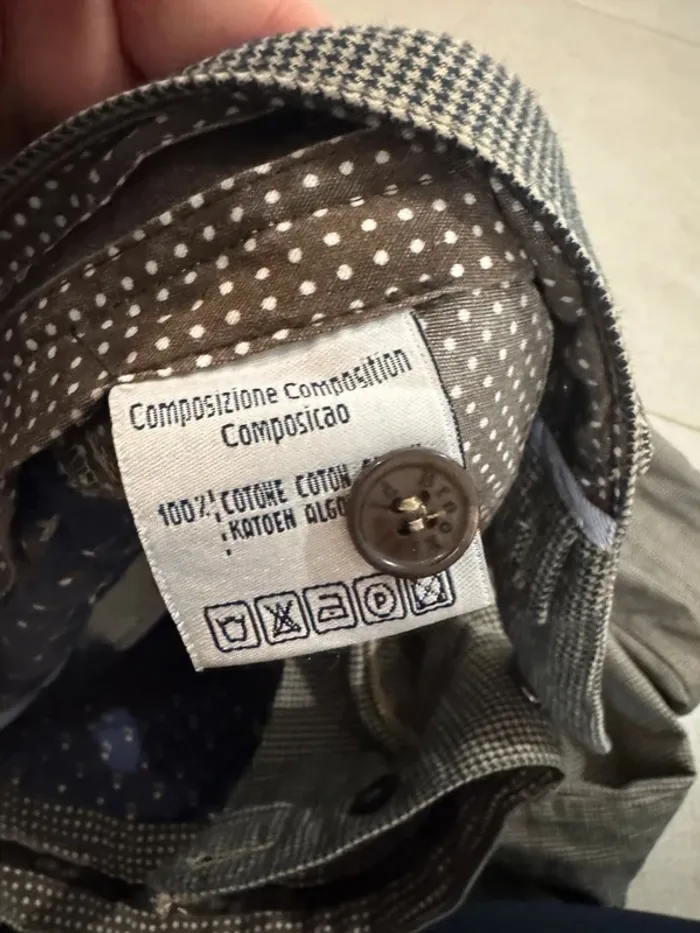 Composizione Composition
Composicao
100% COTONE COTON
KATOEN ALGO
P